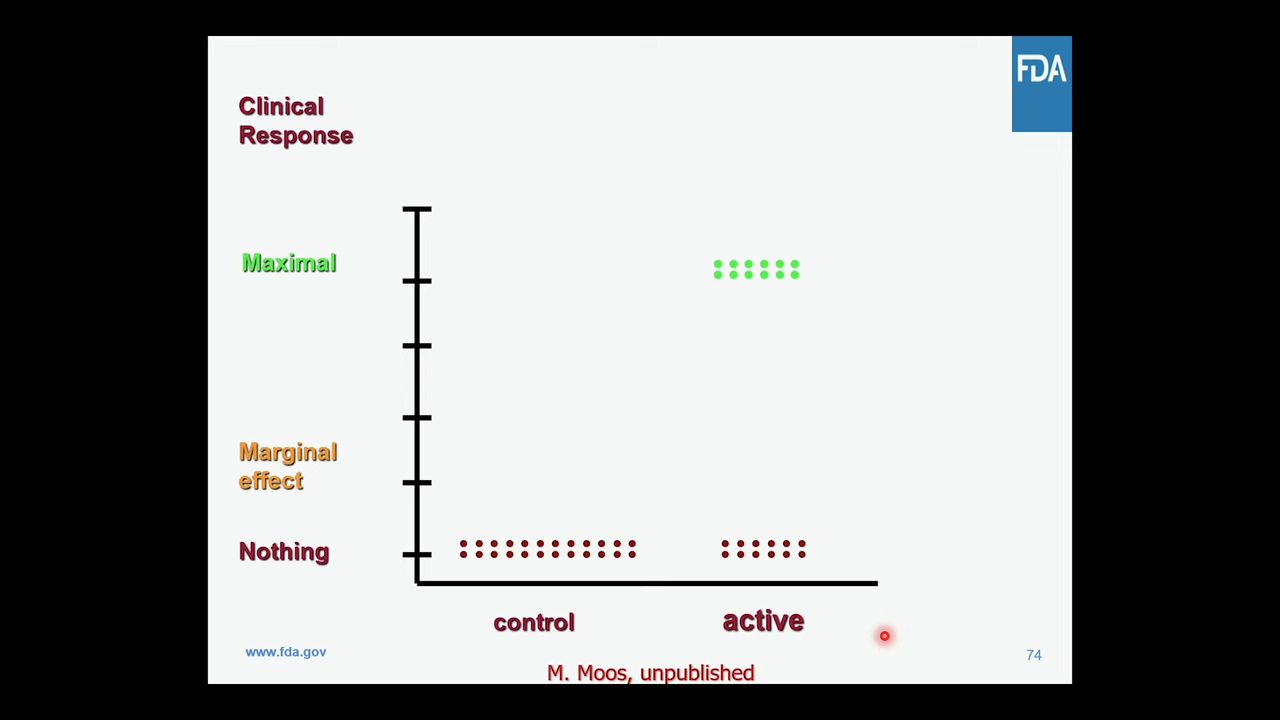 FDA
Clinical
Response
Maximal
Marginal
effect
Nothing
control
active
www.fda.gov
74
M. Moos, unpublished